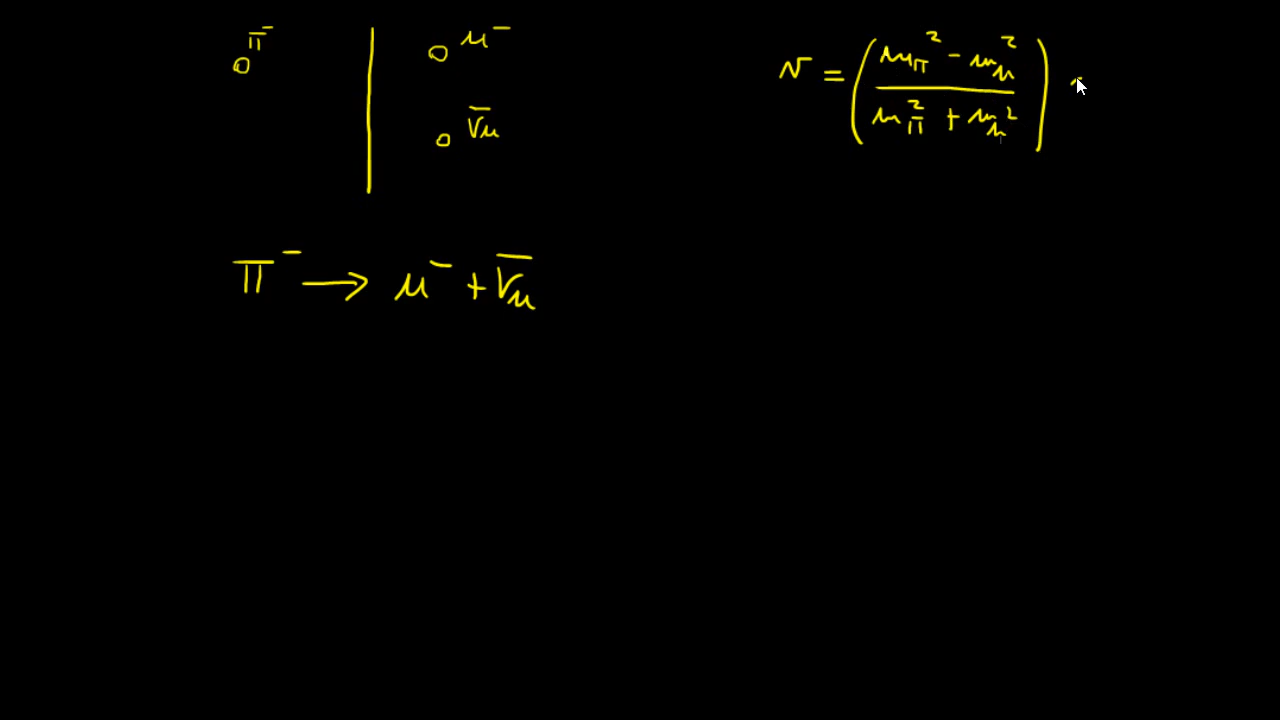 π⁻ | μ⁻
ν̄μ
v = ( (mπ² − mμ²) / (mπ² + mμ²) )
π⁻ → μ⁻ + ν̄μ